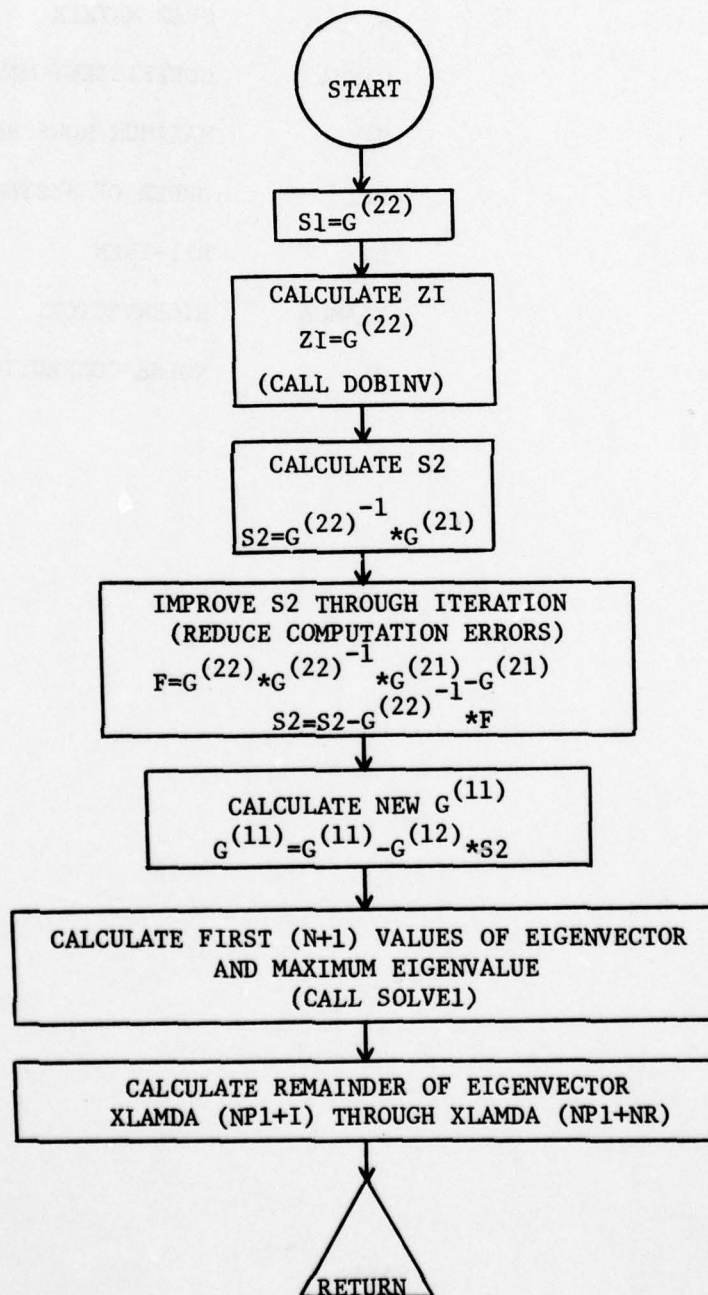 START
S1=G^(22)
CALCULATE ZI
ZI=G^(22)
(CALL DOBINV)
CALCULATE S2
S2=G^(22)^-1*G^(21)
IMPROVE S2 THROUGH ITERATION
(REDUCE COMPUTATION ERRORS)
F=G^(22)*G^(22)^-1*G^(21)-G^(21)
S2=S2-G^(22)^-1*F
CALCULATE NEW G^(11)
G^(11)=G^(11)-G^(12)*S2
CALCULATE FIRST (N+1) VALUES OF EIGENVECTOR
AND MAXIMUM EIGENVALUE
(CALL SOLVE1)
CALCULATE REMAINDER OF EIGENVECTOR
XLAMDA (NP1+I) THROUGH XLAMDA (NP1+NR)
RETURN